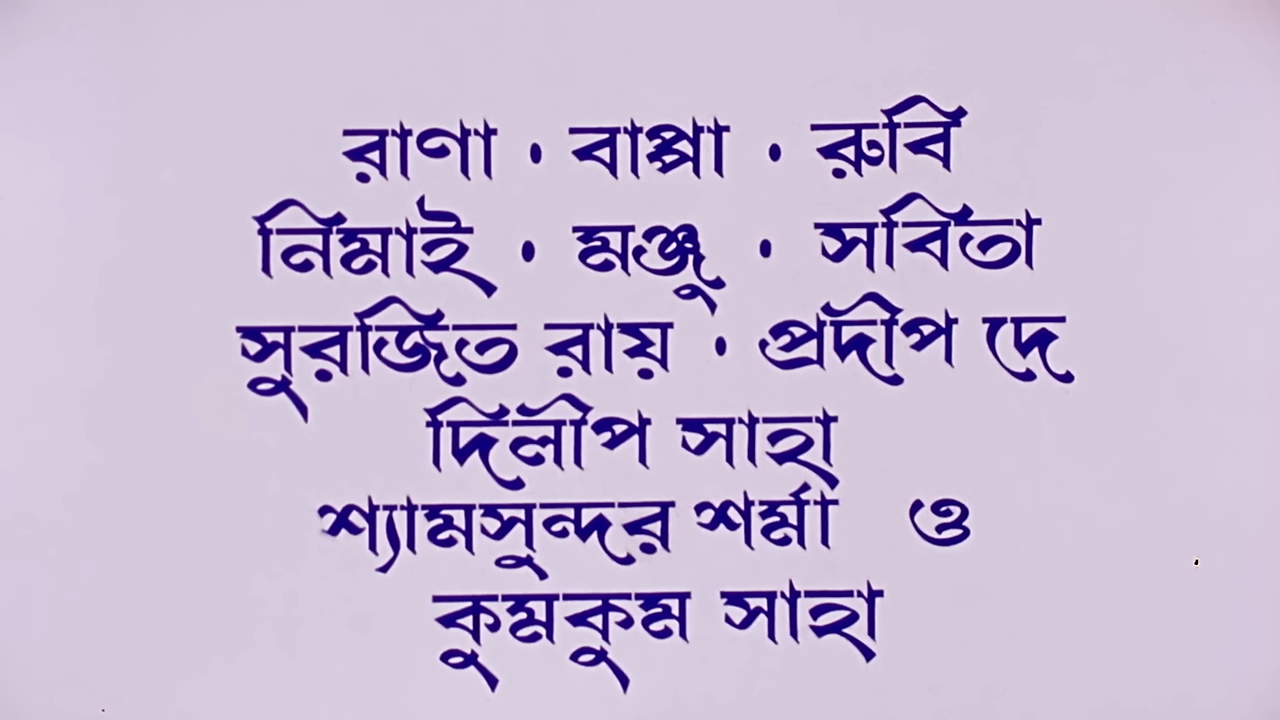 রাণা · বাপ্পা · রুবি
নিমাই · মঞ্জু · সবিতা
সুরজিত রায় · প্রদীপ দে
দিলীপ সাহা
শ্যামসুন্দর শর্মা ও
কুমকুম সাহা